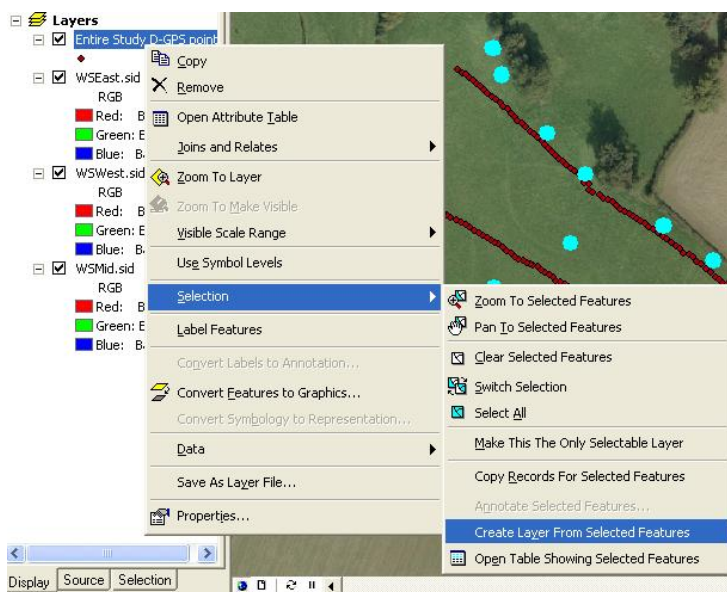 Layers
Entire Study D-GPS point
WSEast.sid
RGB
Red: B
Green: B
Blue: B
WSWest.sid
RGB
Red: B
Green: B
Blue: B
WSMid.sid
RGB
Red: B
Green: B
Blue: B
Display
Source
Selection
Copy
Remove
Open Attribute Table
Joins and Relates
Zoom To Layer
Zoom To Make Visible
Visible Scale Range
Use Symbol Levels
Selection
Label Features
Convert Labels to Annotation...
Convert Features to Graphics...
Convert Symbology to Representation...
Data
Save As Layer File...
Properties...
Zoom To Selected Features
Pan To Selected Features
Clear Selected Features
Switch Selection
Select All
Make This The Only Selectable Layer
Copy Records For Selected Features
Annotate Selected Features...
Create Layer From Selected Features
Open Table Showing Selected Features